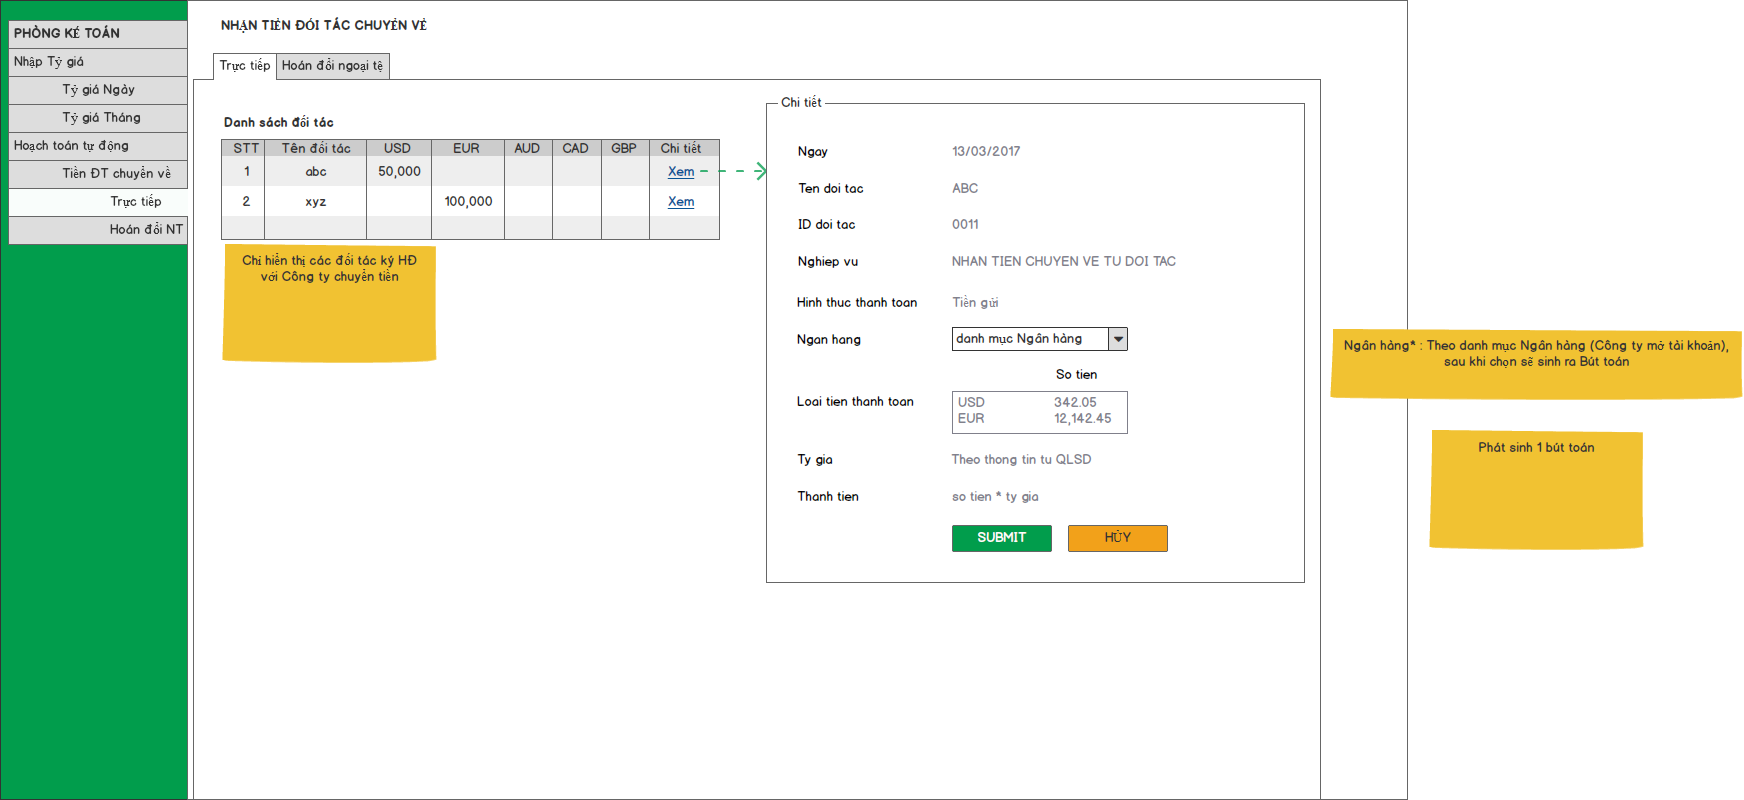 PHÒNG KẾ TOÁN
Nhập Tỷ giá
Tỷ giá Ngày
Tỷ giá Tháng
Hoạch toán tự động
Tiền ĐT chuyển về
Trực tiếp
Hoán đổi NT
NHẬN TIỀN ĐỐI TÁC CHUYỂN VỀ
Trực tiếp Hoán đổi ngoại tệ
Danh sách đối tác
STT Tên đối tác USD EUR AUD CAD GBP Chi tiết
1 abc 50,000 Xem
2 xyz 100,000 Xem
Chỉ hiển thị các đối tác ký HĐ
với Công ty chuyển tiền
Chi tiết
Ngay 13/03/2017
Ten doi tac ABC
ID doi tac 0011
Nghiep vu NHAN TIEN CHUYEN VE TU DOI TAC
Hinh thuc thanh toan Tiền gửi
Ngan hang danh mục Ngân hàng
So tien
Loai tien thanh toan
USD 342.05
EUR 12,142.45
Ty gia Theo thong tin tu QLSD
Thanh tien so tien * ty gia
SUBMIT HỦY
Ngân hàng* : Theo danh mục Ngân hàng (Công ty mở tài khoản),
sau khi chọn sẽ sinh ra Bút toán
Phát sinh 1 bút toán